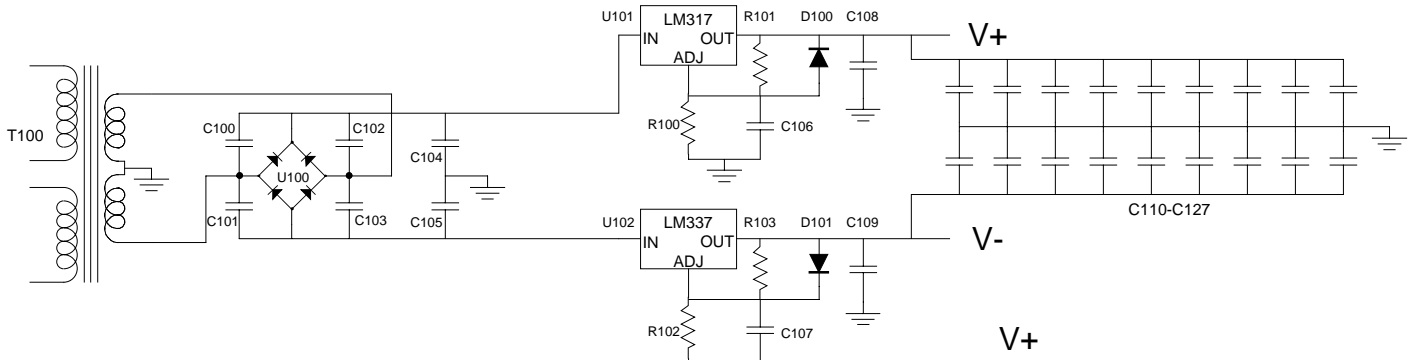 U101 LM317 R101 D100 C108
IN OUT V+
ADJ
T100
C100 C102
R100 C106
C104
U100
C101 C103 C105
U102 LM337 R103 D101 C109
C110-C127
IN OUT V-
ADJ
R102 C107
V+